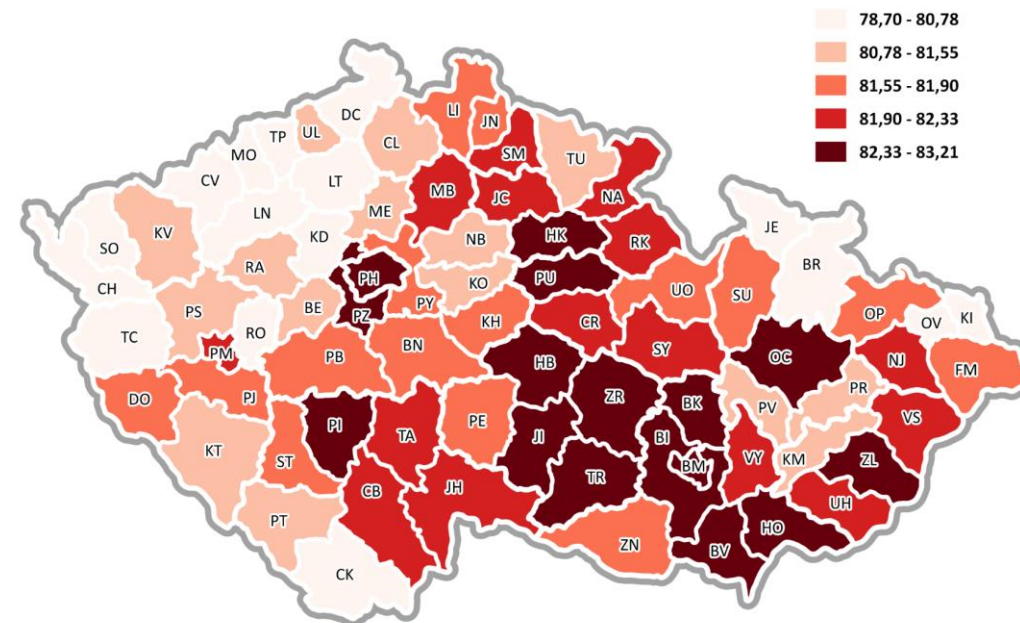 78,70 - 80,78
80,78 - 81,55
81,55 - 81,90
81,90 - 82,33
82,33 - 83,21
DC
LI
JN
UL
TP
CL
MO
SM
TU
CV
LT
MB
JC
NA
LN
ME
KV
SO
KD
NB
HK
RK
JE
RA
PH
BR
CH
KO
PU
PS
BE
PZ
PY
UO
SU
OP
KI
TC
RO
KH
CR
OV
PM
PB
BN
SY
OC
NJ
FM
HB
DO
PJ
ZR
BK
PR
PI
TA
PE
PV
VS
KT
ST
JI
BI
VY
KM
ZL
BM
CB
JH
TR
UH
PT
HO
ZN
BV
CK